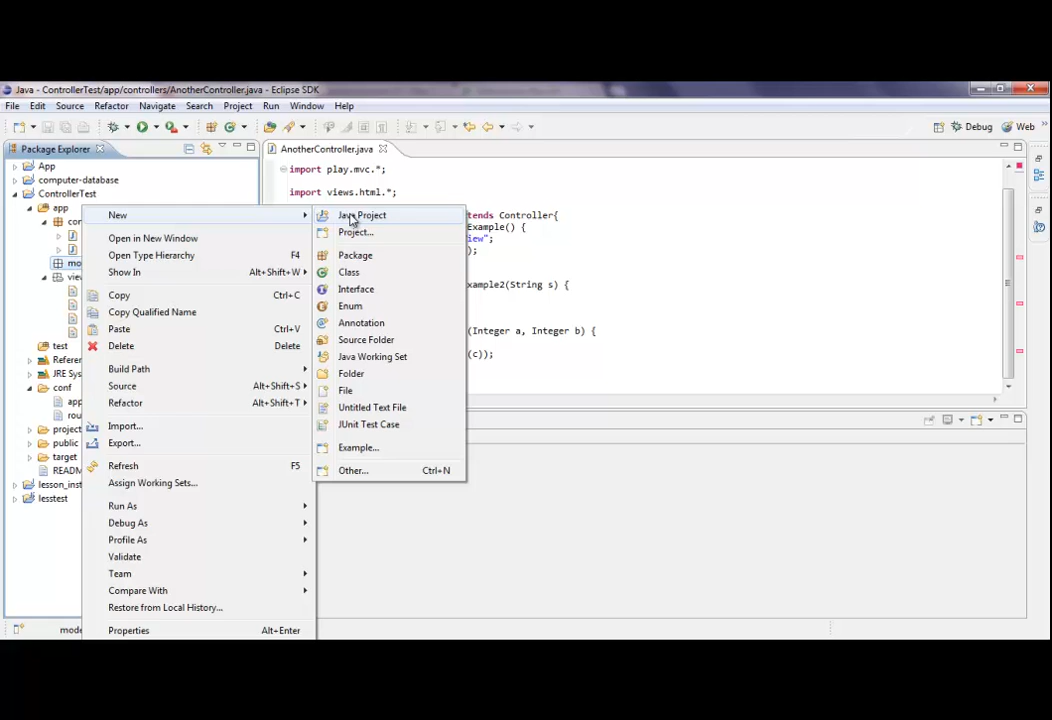 Java - ControllerTest/app/controllers/AnotherController.java - Eclipse SDK
File Edit Source Refactor Navigate Search Project Run Window Help
Debug Web
Package Explorer
AnotherController.java
App
computer-database
ControllerTest
app
test
conf
public
target
lesstest
import play.mvc.*;
import views.html.*;
tends Controller{
Example() {
iew";
);
xample2(String s) {
(Integer a, Integer b) {
(c));
New
Open in New Window
Open Type Hierarchy F4
Show In Alt+Shift+W
Copy Ctrl+C
Copy Qualified Name
Paste Ctrl+V
Delete Delete
Build Path
Source Alt+Shift+S
Refactor Alt+Shift+T
Import...
Export...
Refresh F5
Assign Working Sets...
Run As
Debug As
Profile As
Validate
Team
Compare With
Restore from Local History...
Properties Alt+Enter
Java Project
Project...
Package
Class
Interface
Enum
Annotation
Source Folder
Java Working Set
Folder
File
Untitled Text File
JUnit Test Case
Example...
Other... Ctrl+N